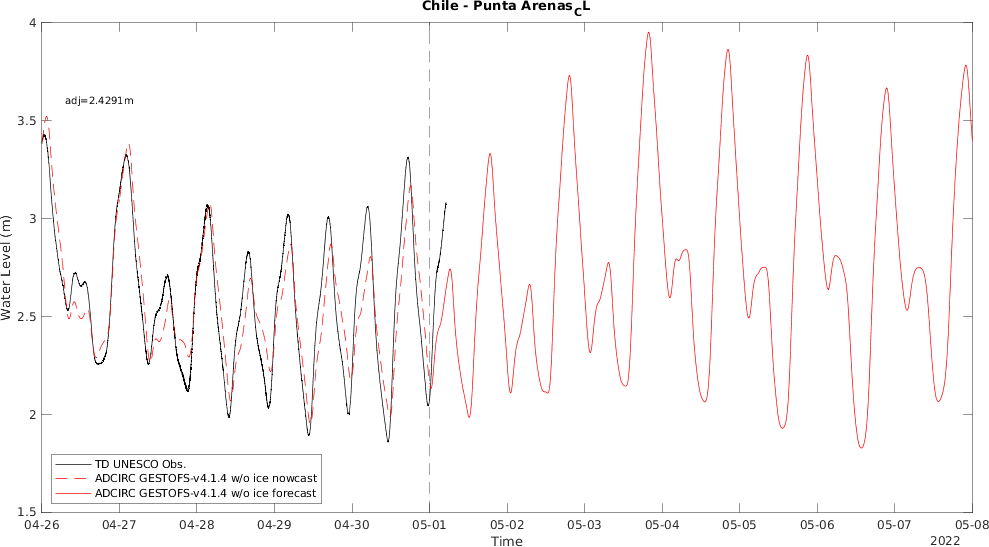 Chile - Punta Arenas_CL
adj=2.4291m
Water Level (m)
4
3.5
3
2.5
2
1.5
TD UNESCO Obs.
ADCIRC GESTOFS-v4.1.4 w/o ice nowcast
ADCIRC GESTOFS-v4.1.4 w/o ice forecast
04-26 04-27 04-28 04-29 04-30 05-01 05-02 05-03 05-04 05-05 05-06 05-07 05-08
Time
2022